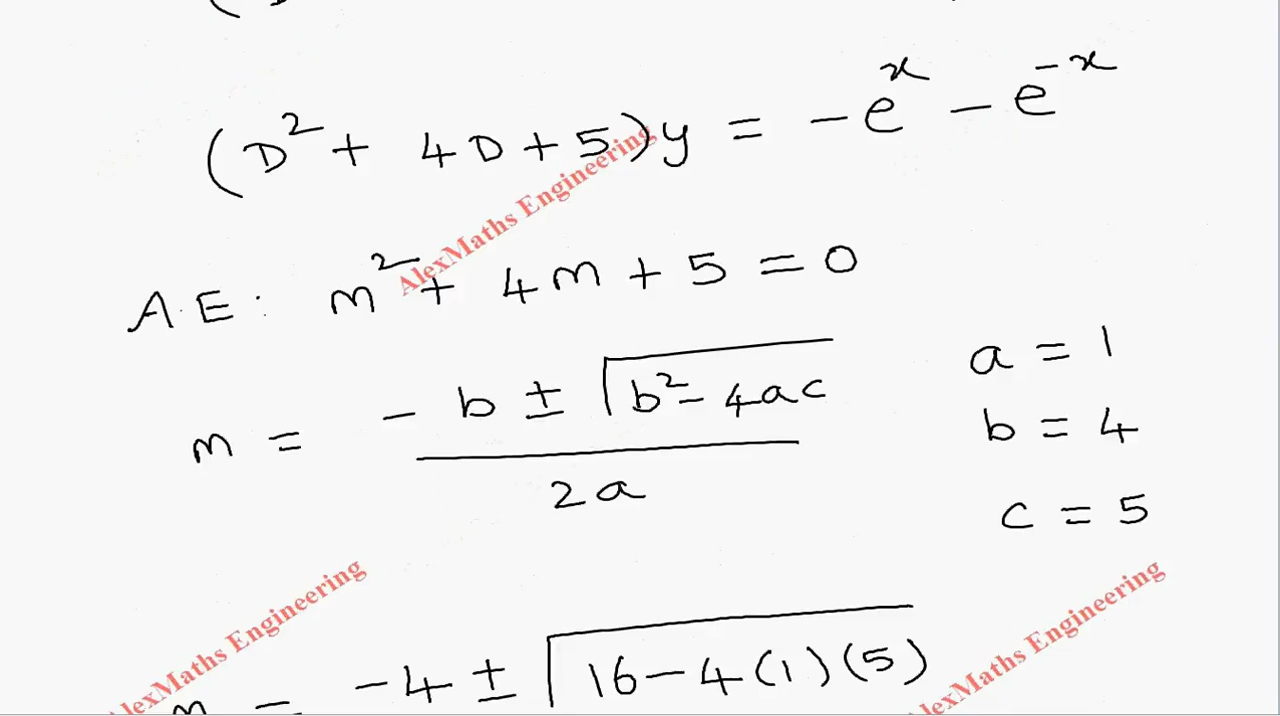 (D² + 4D + 5)y = -eˣ - e⁻ˣ
AlexMaths Engineering
A.E: m² + 4m + 5 = 0
m = (-b ± √(b² - 4ac)) / 2a
a = 1
b = 4
c = 5
AlexMaths Engineering
AlexMaths Engineering
m = -4 ± √(16 - 4(1)(5))